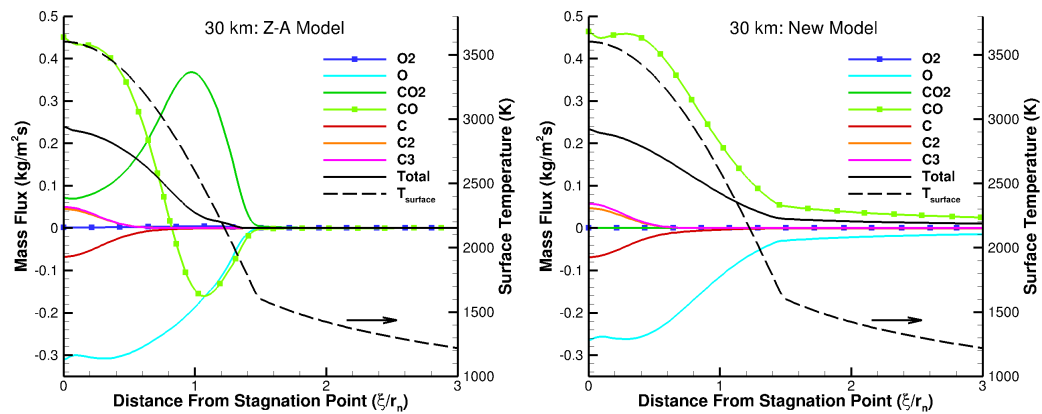 30 km: Z-A Model
Mass Flux (kg/m²s)
0.5
0.4
0.3
0.2
0.1
0
-0.1
-0.2
-0.3
O2
O
CO2
CO
C
C2
C3
Total
T surface
3500
3000
2500
2000
1500
1000
Surface Temperature (K)
0 1 2 3
Distance From Stagnation Point (ξ/rn)
30 km: New Model
Mass Flux (kg/m²s)
0.5
0.4
0.3
0.2
0.1
0
-0.1
-0.2
-0.3
O2
O
CO2
CO
C
C2
C3
Total
T surface
3500
3000
2500
2000
1500
1000
Surface Temperature (K)
0 1 2 3
Distance From Stagnation Point (ξ/rn)